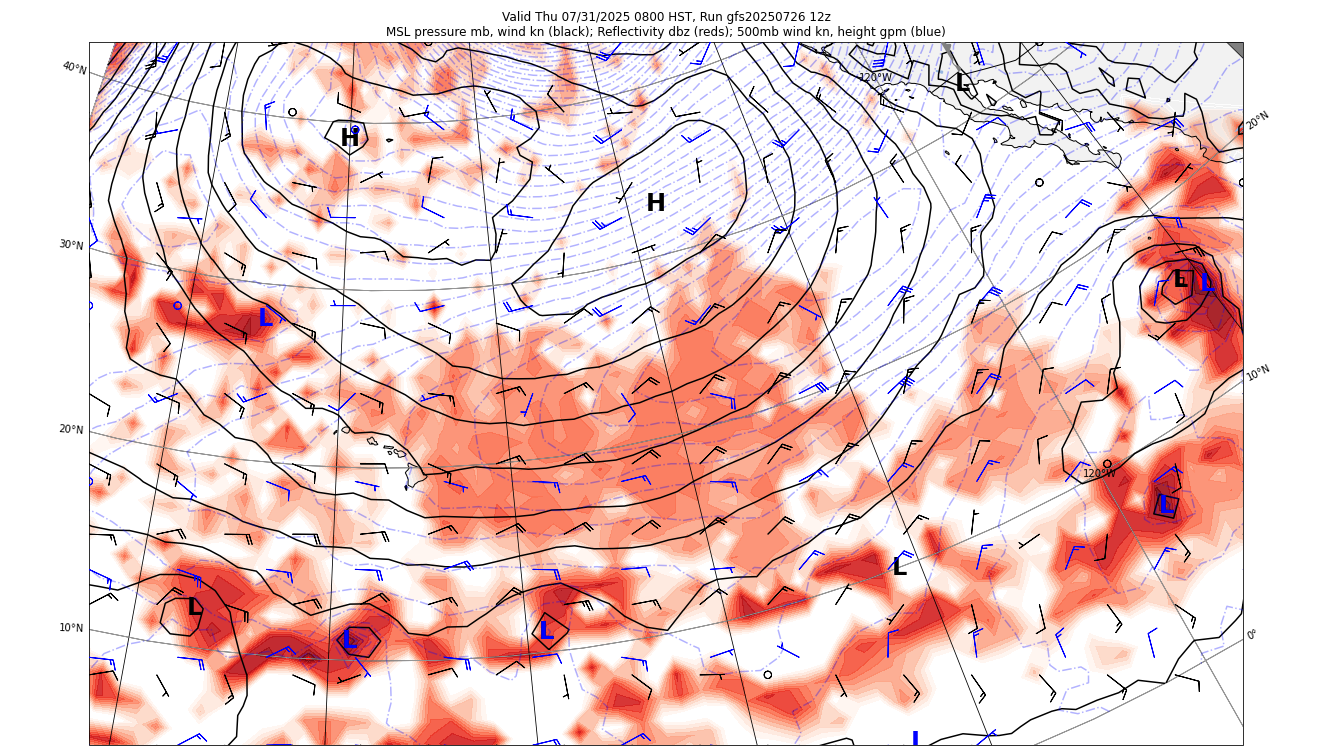 Valid Thu 07/31/2025 0800 HST, Run gfs20250726 12z
MSL pressure mb, wind kn (black); Reflectivity dbz (reds); 500mb wind kn, height gpm (blue)
40°N
120°W
L
20°N
H
H
30°N
L
L
L
10°N
20°N
120°W
L
L
L
10°N
L
L
0°
L